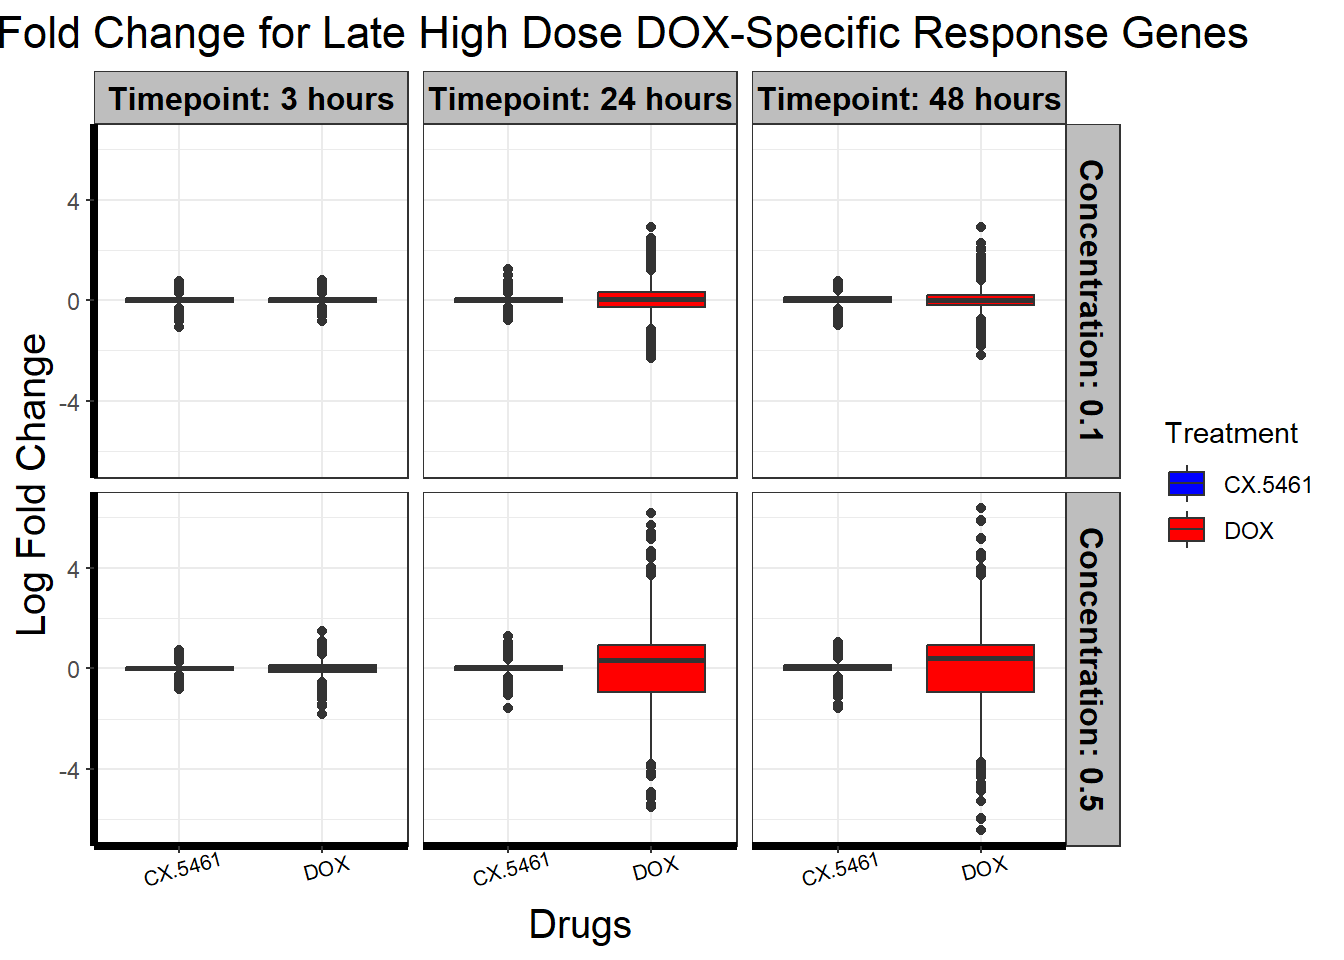 Fold Change for Late High Dose DOX-Specific Response Genes
Timepoint: 3 hours
Timepoint: 24 hours
Timepoint: 48 hours
Concentration: 0.1
Concentration: 0.5
Log Fold Change
4
0
-4
4
0
-4
CX.5461
DOX
CX.5461
DOX
CX.5461
DOX
Drugs
Treatment
CX.5461
DOX